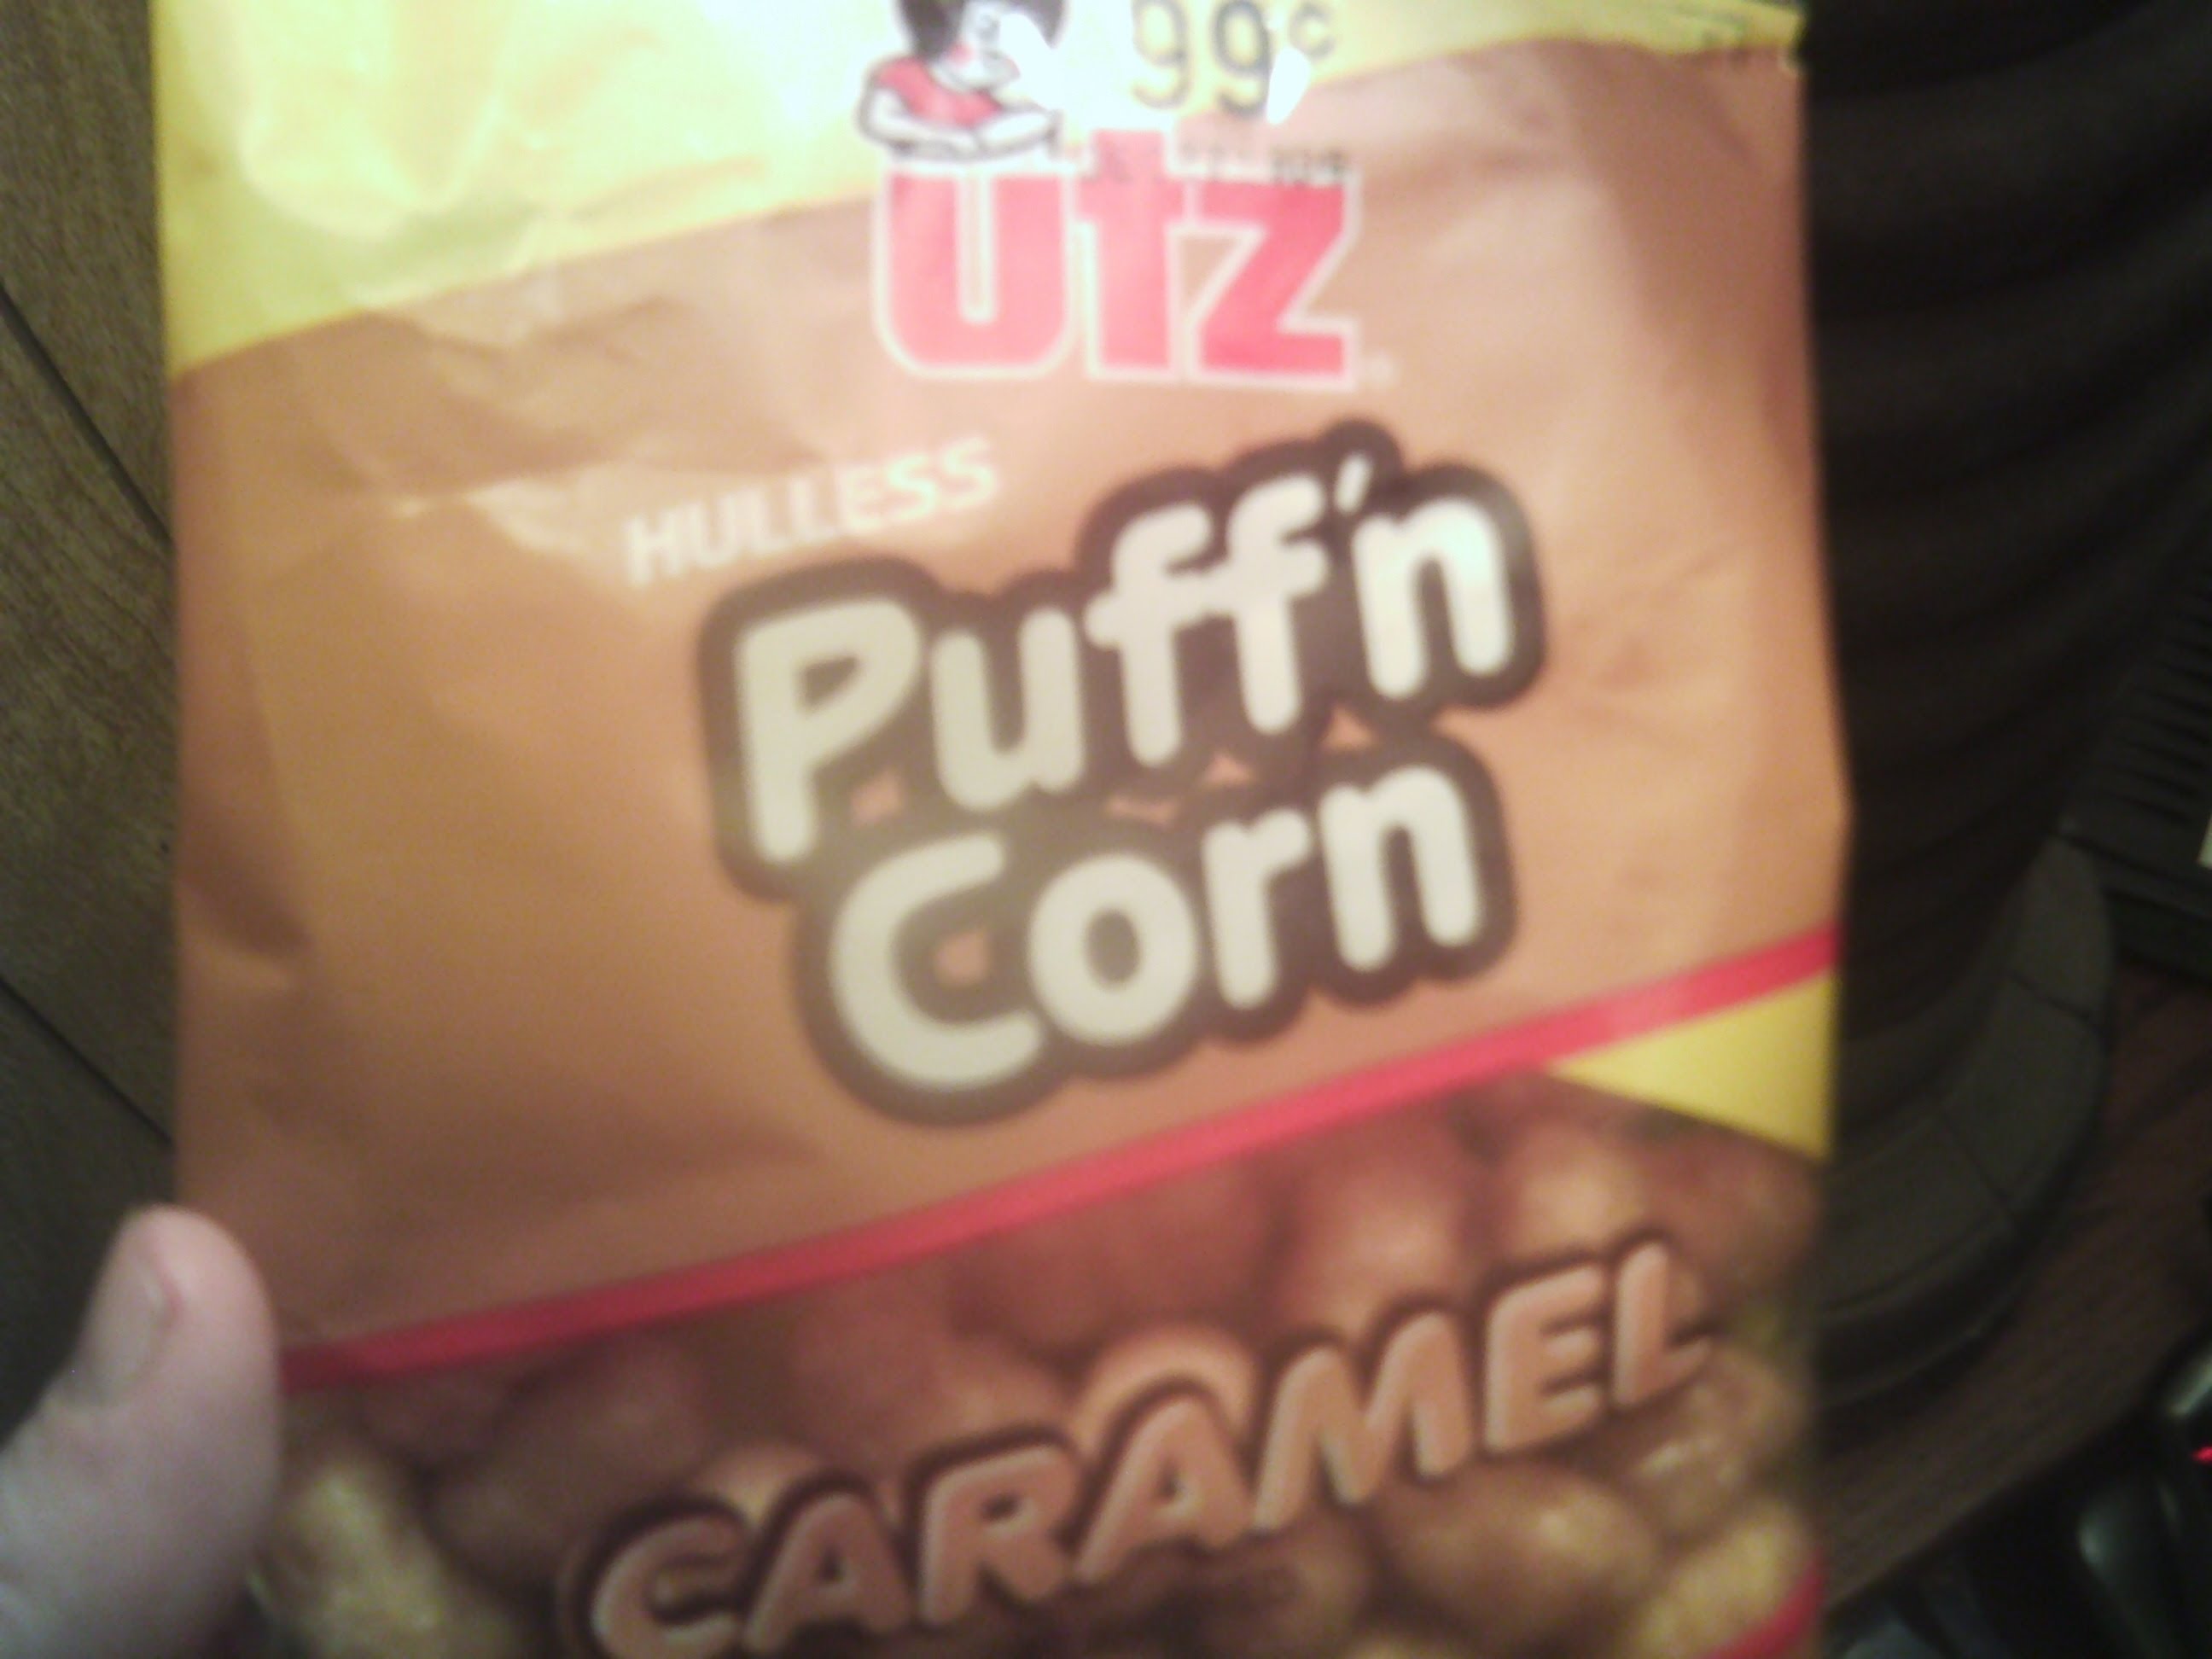 99¢
Utz
HULLESS
Puff'n
Corn
CARAMEL